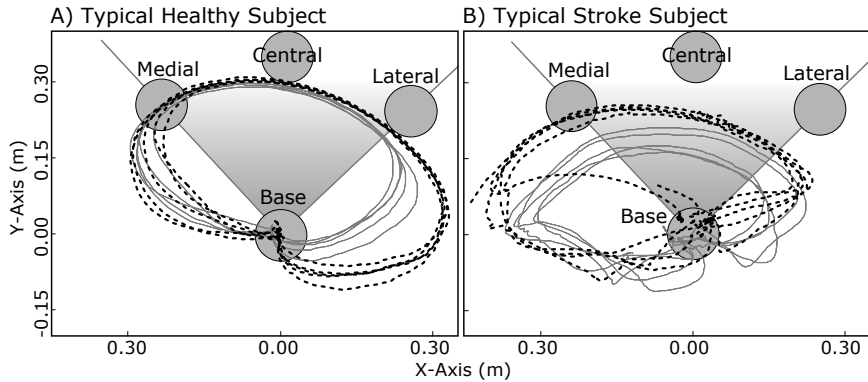 A) Typical Healthy Subject
B) Typical Stroke Subject
Central
Central
Medial
Lateral
Medial
Lateral
Base
Base
Y-Axis (m)
0.30
0.15
0.00
-0.15
0.30
0.00
0.30
0.30
0.00
0.30
X-Axis (m)